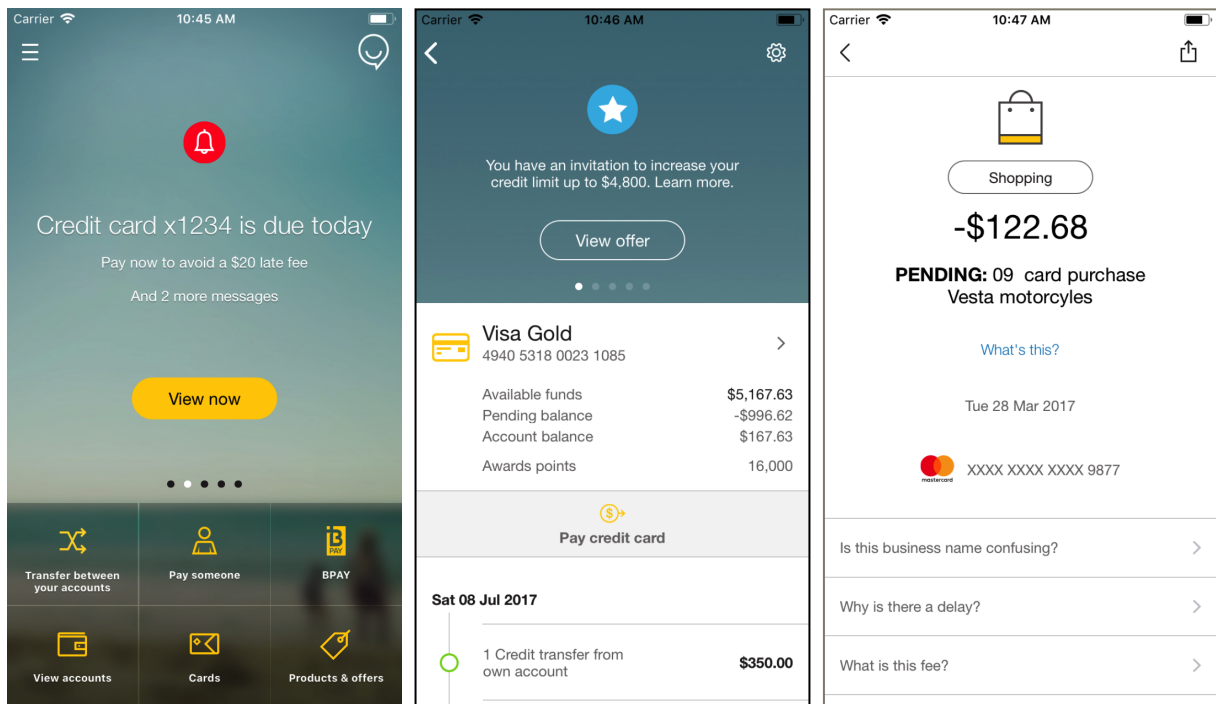 Carrier
10:45 AM
Credit card x1234 is due today
Pay now to avoid a $20 late fee
And 2 more messages
View now
Transfer between
your accounts
Pay someone
B
PAY
BPAY
View accounts
Cards
Products & offers
Carrier
10:46 AM
You have an invitation to increase your
credit limit up to $4,800. Learn more.
View offer
Visa Gold
4940 5318 0023 1085
Available funds $5,167.63
Pending balance -$996.62
Account balance $167.63
Awards points 16,000
$
Pay credit card
Sat 08 Jul 2017
1 Credit transfer from
own account
$350.00
Carrier
10:47 AM
Shopping
-$122.68
PENDING: 09 card purchase
Vesta motorcyles
What's this?
Tue 28 Mar 2017
mastercard
XXXX XXXX XXXX 9877
Is this business name confusing?
Why is there a delay?
What is this fee?